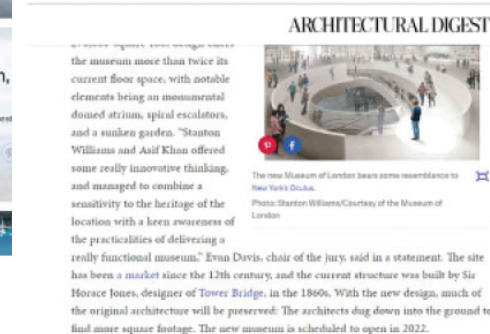 ARCHITECTURAL DIGEST
the museum more than twice its
current floor space, with notable
elements being an monumental
domed atrium, spiral escalators,
and a sunken garden. "Stanton
Williams and Asif Khan offered
some really innovative thinking,
and managed to combine a
sensitivity to the heritage of the
location with a keen awareness of
the practicalities of delivering a
really functional museum," Evan Davis, chair of the jury, said in a statement. The site
has been a market since the 12th century, and the current structure was built by Sir
Horace Jones, designer of Tower Bridge, in the 1860s. With the new design, much of
the original architecture will be preserved: The architects dug down into the ground to
find more square footage. The new museum is scheduled to open in 2022.
The new Museum of London bears some resemblance to
New York's Oculus.
Photo: Stanton Williams/Courtesy of the Museum of
London